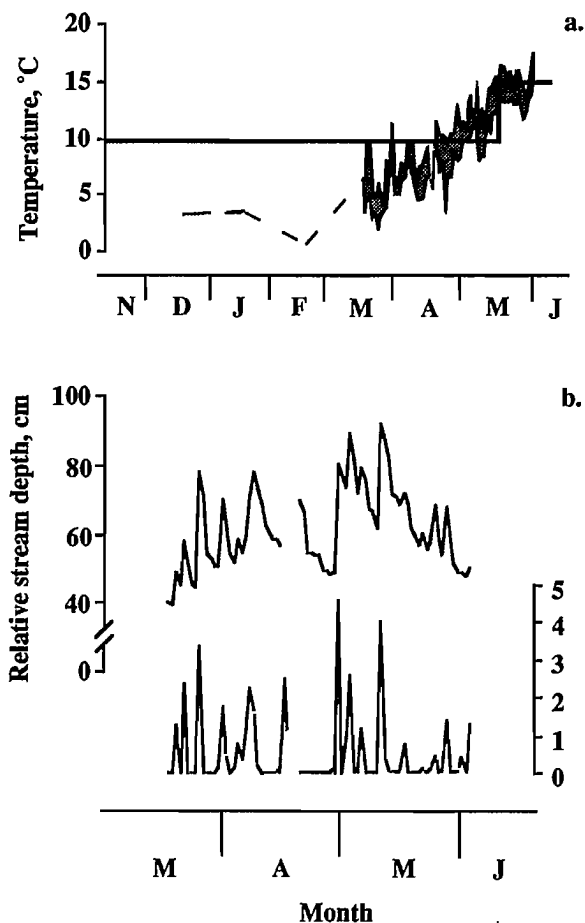 a.
Temperature, °C
20
15
10
5
0
N D J F M A M J
b.
Relative stream depth, cm
100
80
60
40
0
5
4
3
2
1
0
M A M J
Month